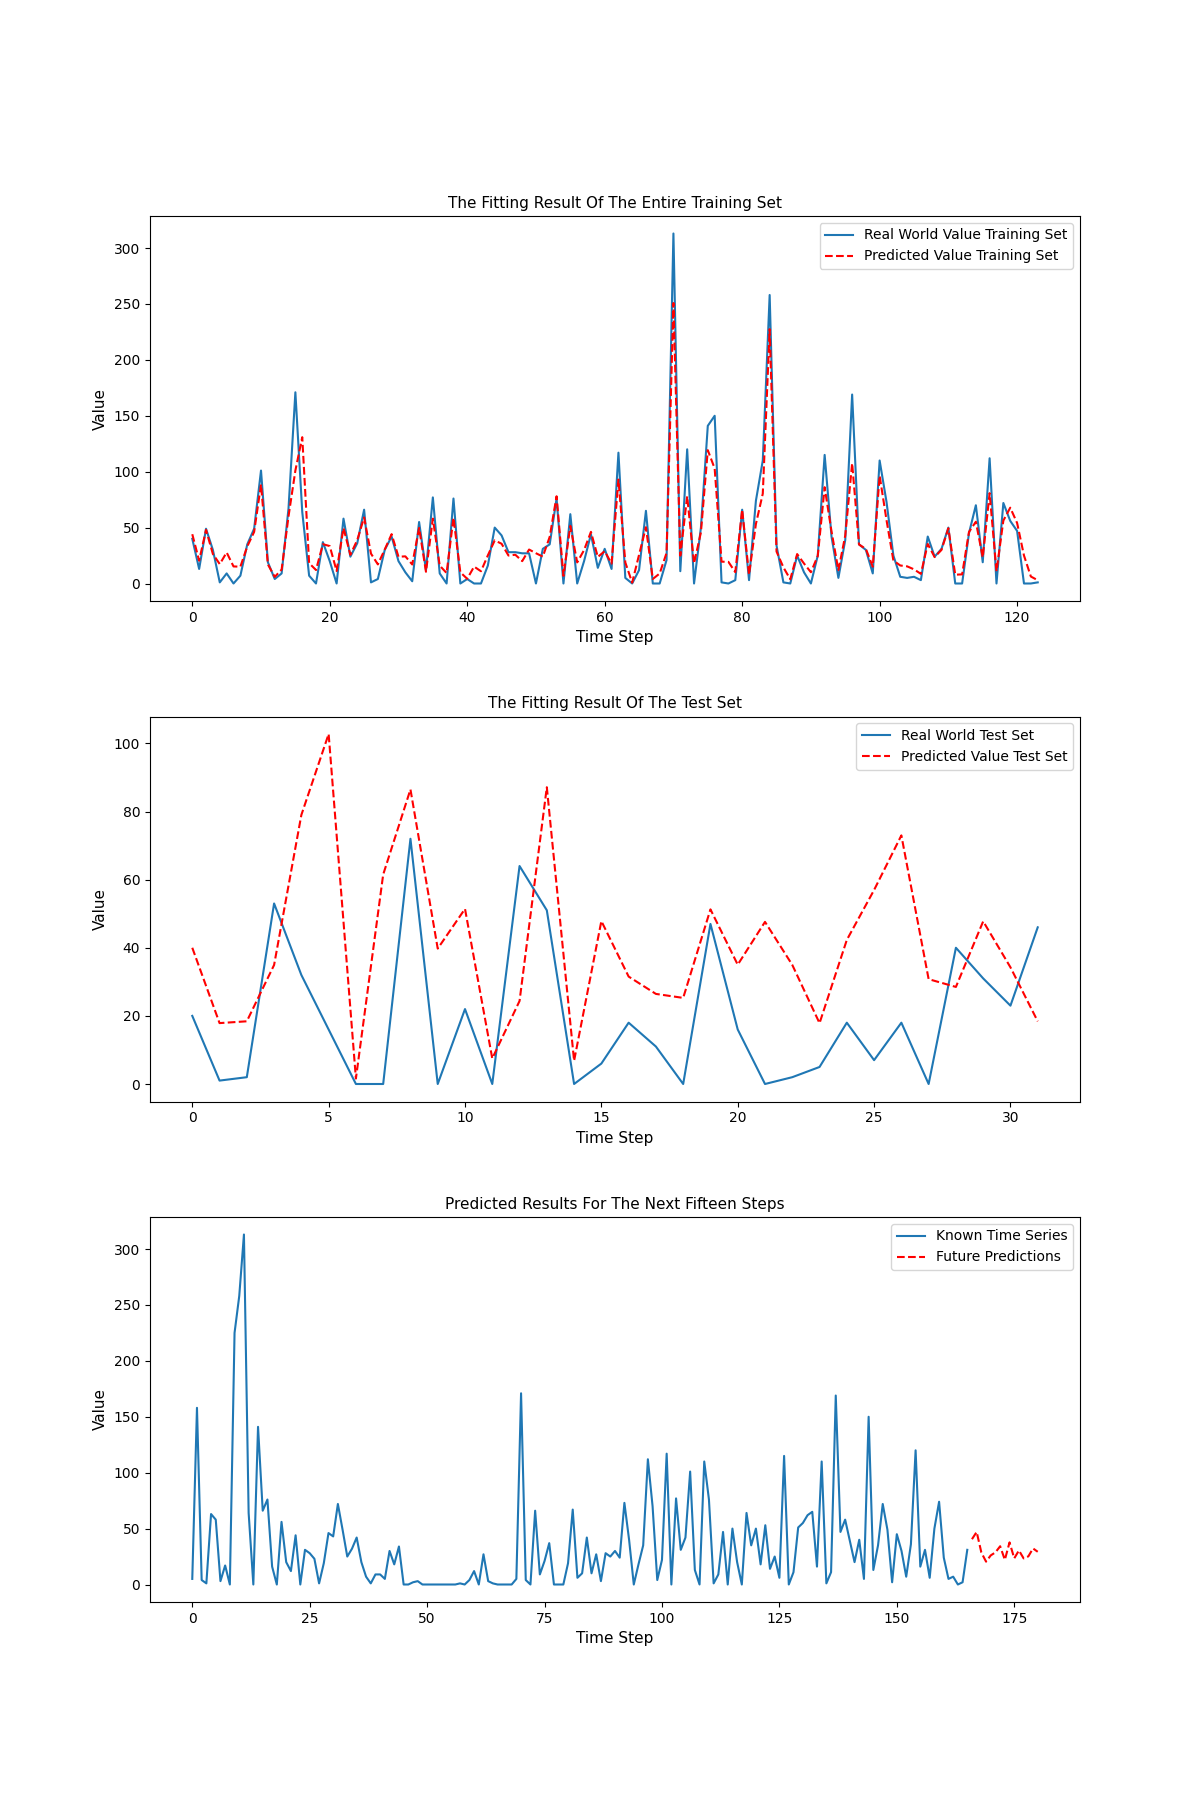 The Fitting Result Of The Entire Training Set
Real World Value Training Set
Predicted Value Training Set
300
250
200
150
100
50
0
Value
0 20 40 60 80 100 120
Time Step
The Fitting Result Of The Test Set
Real World Test Set
Predicted Value Test Set
100
80
60
40
20
0
Value
0 5 10 15 20 25 30
Time Step
Predicted Results For The Next Fifteen Steps
Known Time Series
Future Predictions
300
250
200
150
100
50
0
Value
0 25 50 75 100 125 150 175
Time Step